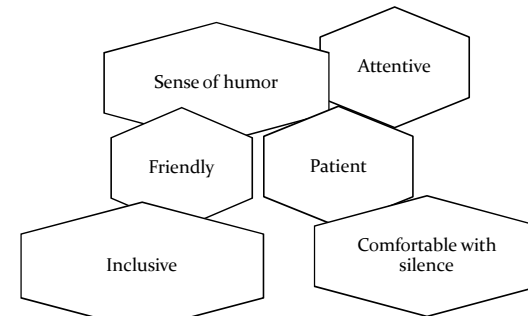 Sense of humor
Attentive
Friendly
Patient
Inclusive
Comfortable with
silence